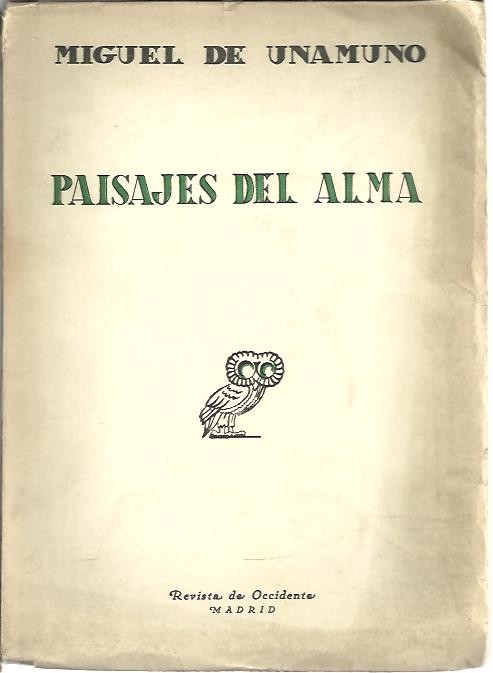 MIGUEL DE UNAMUNO
PAISAJES DEL ALMA
Revista de Occidente
MADRID